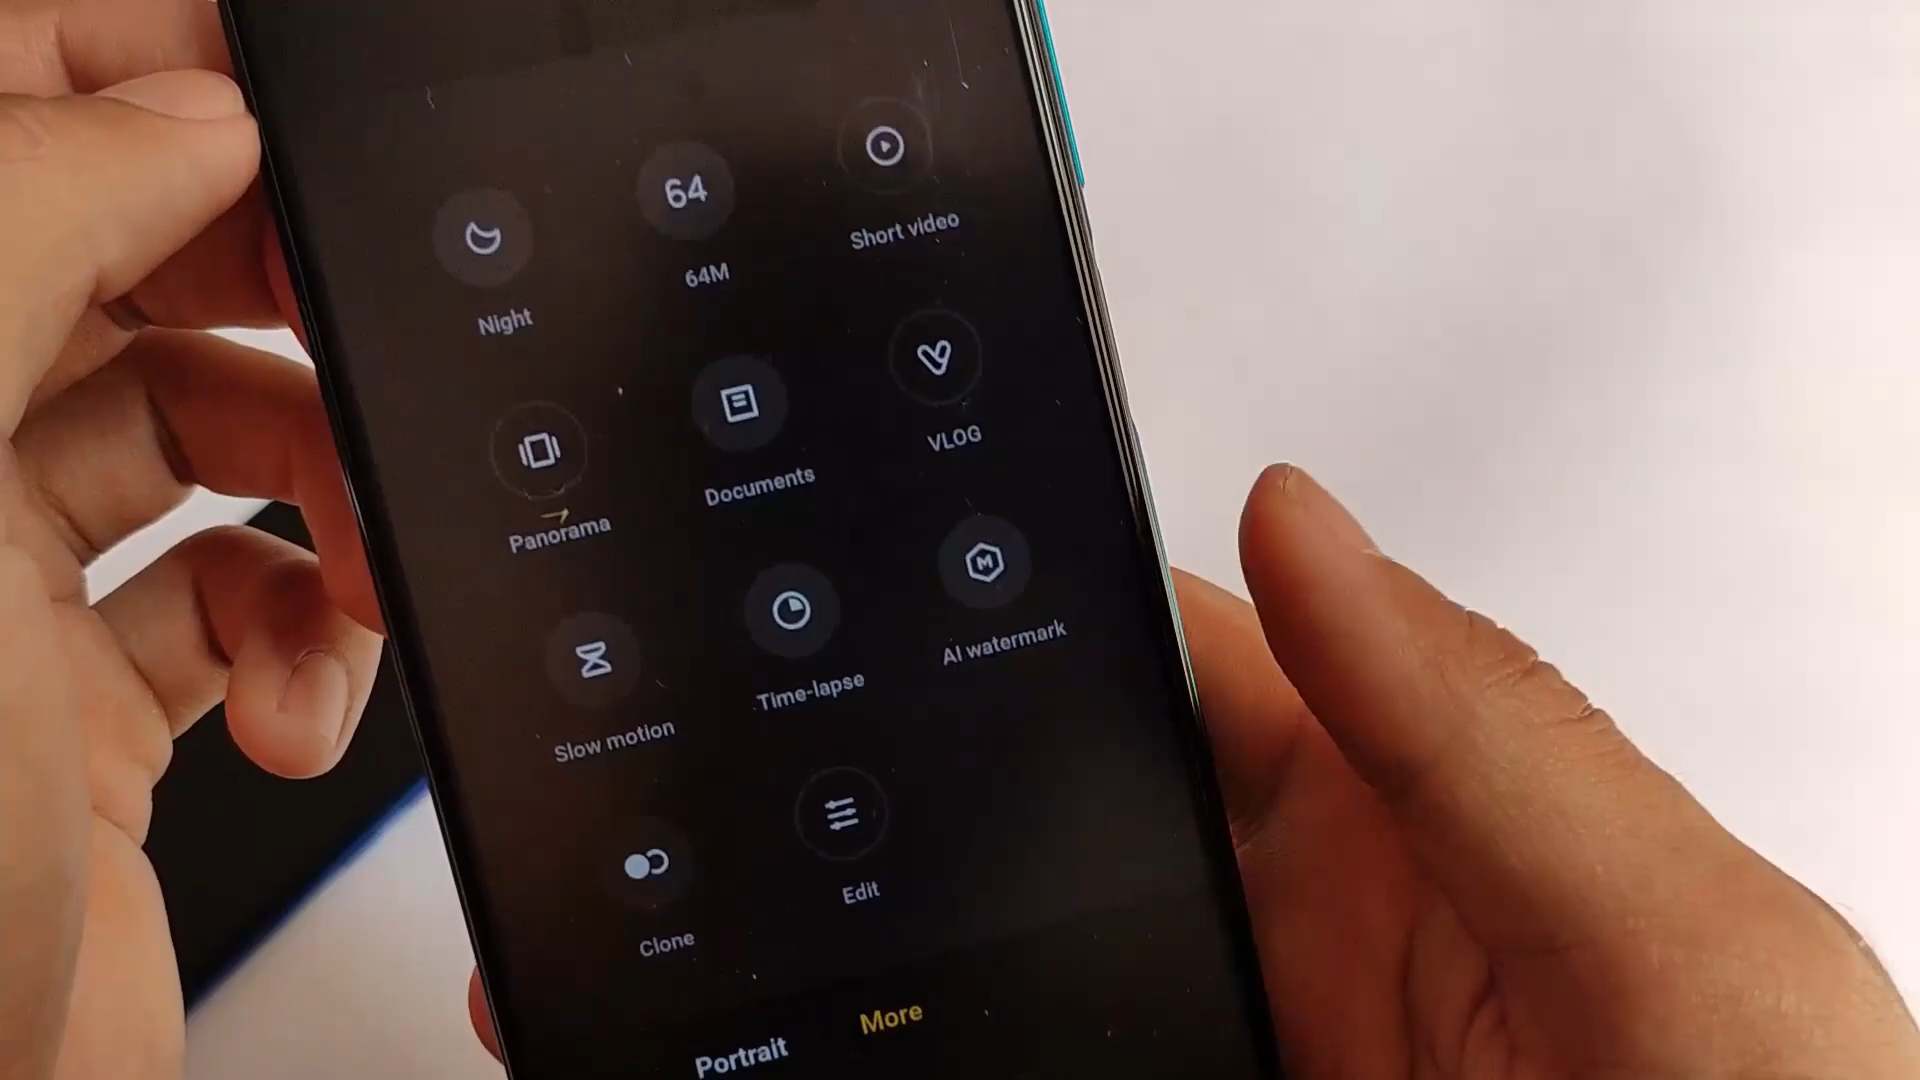 64
Night
64M
Short video
Panorama
Documents
VLOG
M
Slow motion
Time-lapse
AI watermark
Clone
Edit
Portrait
More